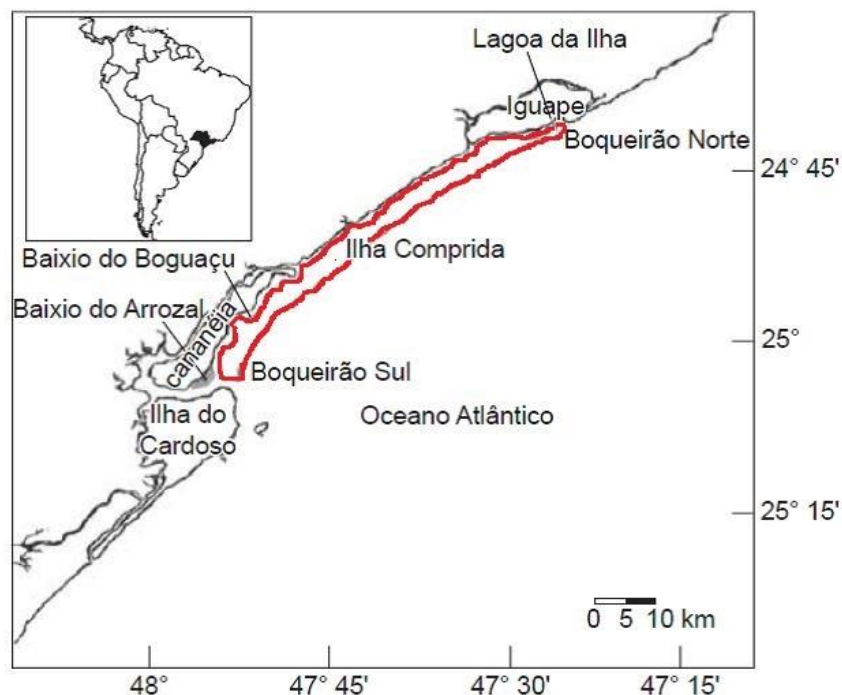 Lagoa da Ilha
Iguape
Boqueirão Norte
24° 45'
Ilha Comprida
Baixio do Boguaçu
Baixio do Arrozal
cananéia
25°
Boqueirão Sul
Ilha do
Cardoso
Oceano Atlântico
25° 15'
0 5 10 km
48° 47° 45' 47° 30' 47° 15'